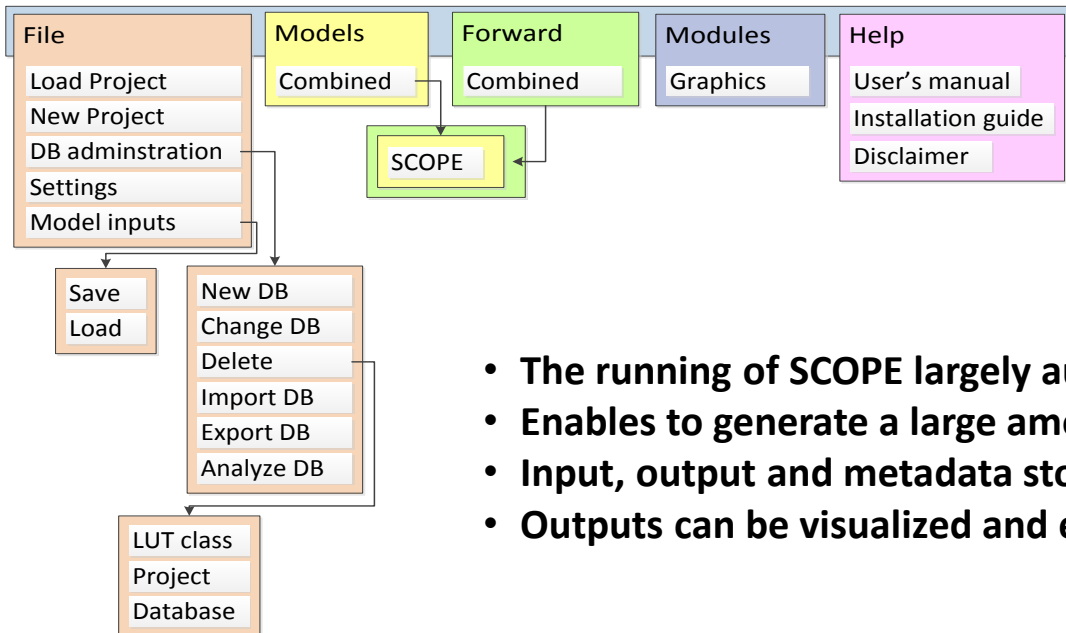 File
Load Project
New Project
DB adminstration
Settings
Model inputs
Save
Load
New DB
Change DB
Delete
Import DB
Export DB
Analyze DB
LUT class
Project
Database
Models
Combined
Forward
Combined
SCOPE
Modules
Graphics
Help
User's manual
Installation guide
Disclaimer
• The running of SCOPE largely
• Enables to generate a large
• Input, output and metadata
• Outputs can be visualized and